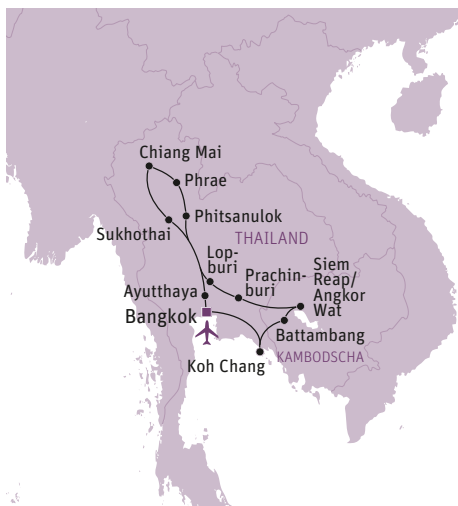 Chiang Mai
Phrae
Phitsanulok
Sukhothai
THAILAND
Lop-
buri
Prachin-
buri
Siem
Reap/
Angkor
Wat
Ayutthaya
Bangkok
Battambang
Koh Chang
KAMBODSCHA